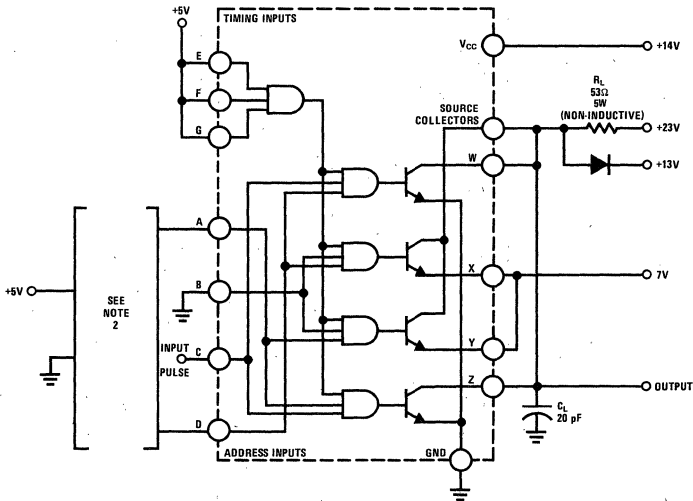 +5V
TIMING INPUTS
E
F
G
VCC
+14V
RL
53Ω
5W
(NON-INDUCTIVE)
SOURCE
COLLECTORS
+23V
W
+13V
A
B
+5V
SEE
NOTE
2
X
7V
INPUT
PULSE
C
Y
Z
OUTPUT
D
CL
20 pF
ADDRESS INPUTS
GND